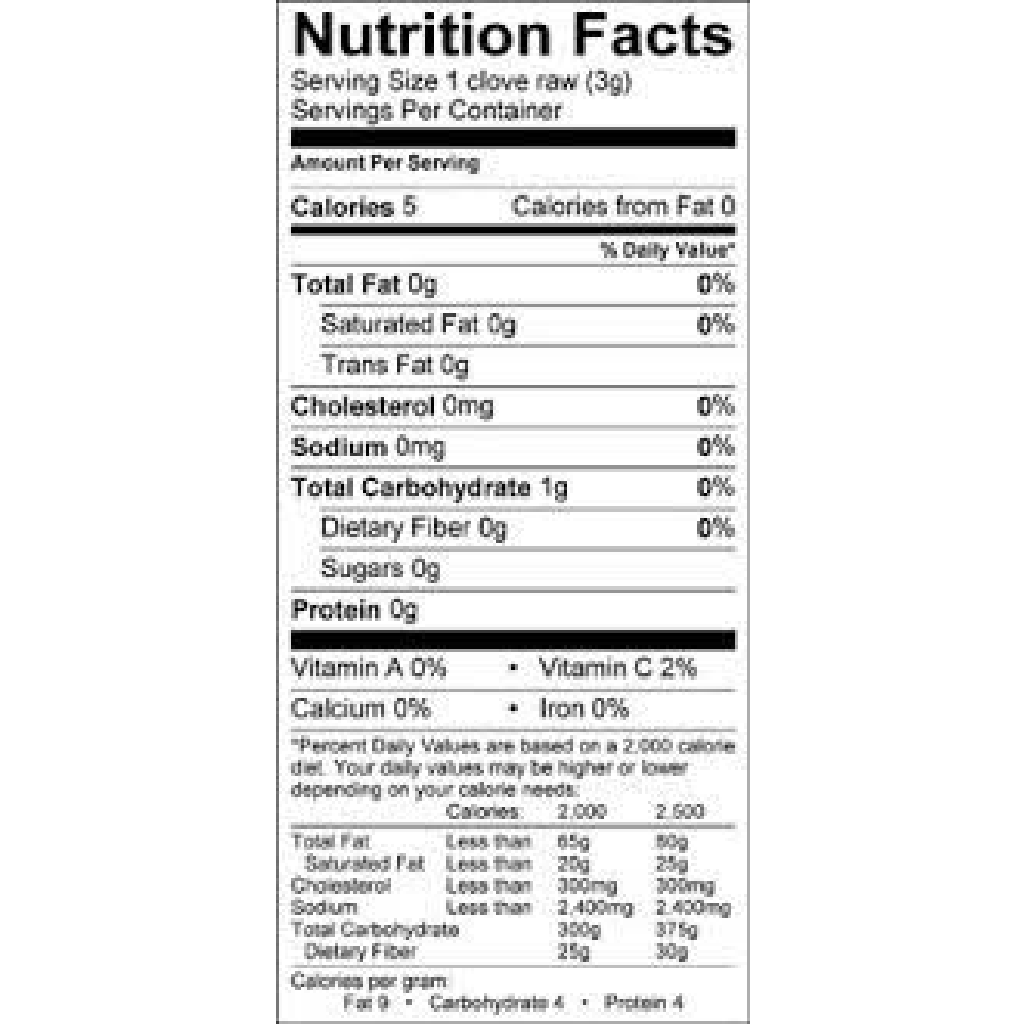 Nutrition Facts
Serving Size 1 clove raw (3g)
Servings Per Container
Amount Per Serving
Calories 5 Calories from Fat 0
% Daily Value*
Total Fat 0g 0%
Saturated Fat 0g 0%
Trans Fat 0g
Cholesterol 0mg 0%
Sodium 0mg 0%
Total Carbohydrate 1g 0%
Dietary Fiber 0g 0%
Sugars 0g
Protein 0g
Vitamin A 0% • Vitamin C 2%
Calcium 0% • Iron 0%
*Percent Daily Values are based on a 2,000 calorie
diet. Your daily values may be higher or lower
depending on your calorie needs:
Calories: 2,000 2,500
Total Fat Less than 65g 80g
Saturated Fat Less than 20g 25g
Cholesterol Less than 300mg 300mg
Sodium Less than 2,400mg 2,400mg
Total Carbohydrate 300g 375g
Dietary Fiber 25g 30g
Calories per gram:
Fat 9 • Carbohydrate 4 • Protein 4